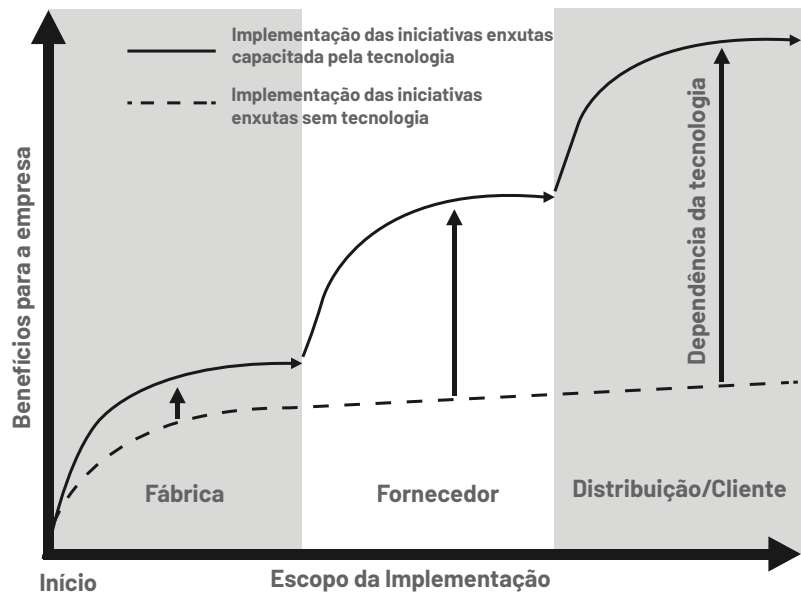 Implementação das iniciativas enxutas
capacitada pela tecnologia
Implementação das iniciativas
enxutas sem tecnologia
Benefícios para a empresa
Dependência da tecnologia
Fábrica
Fornecedor
Distribuição/Cliente
Início
Escopo da Implementação